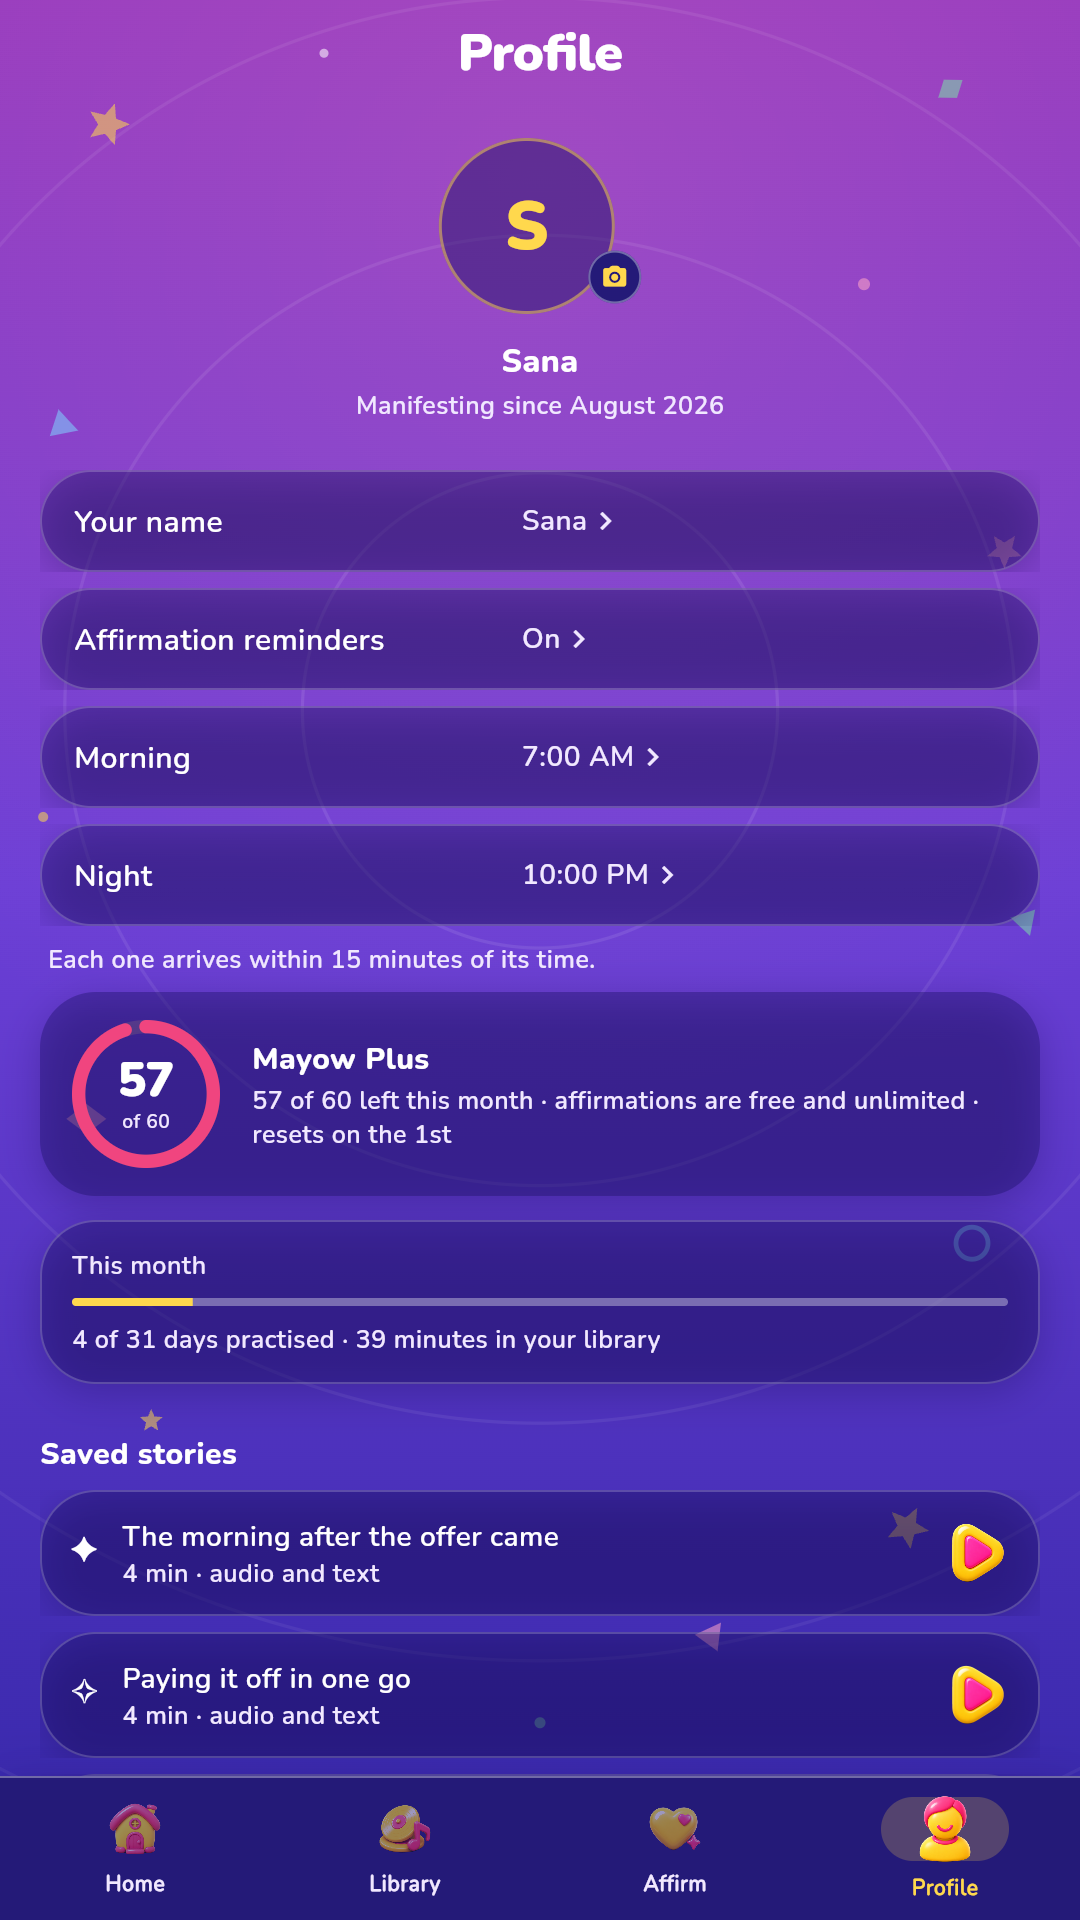 Profile
S
Sana
Manifesting since August 2026
Your name
Sana
Affirmation reminders
On
Morning
7:00 AM
Night
10:00 PM
Each one arrives within 15 minutes of its time.
57
of 60
Mayow Plus
57 of 60 left this month · affirmations are free and unlimited ·
resets on the 1st
This month
4 of 31 days practised · 39 minutes in your library
Saved stories
The morning after the offer came
4 min · audio and text
Paying it off in one go
4 min · audio and text
Home
Library
Affirm
Profile